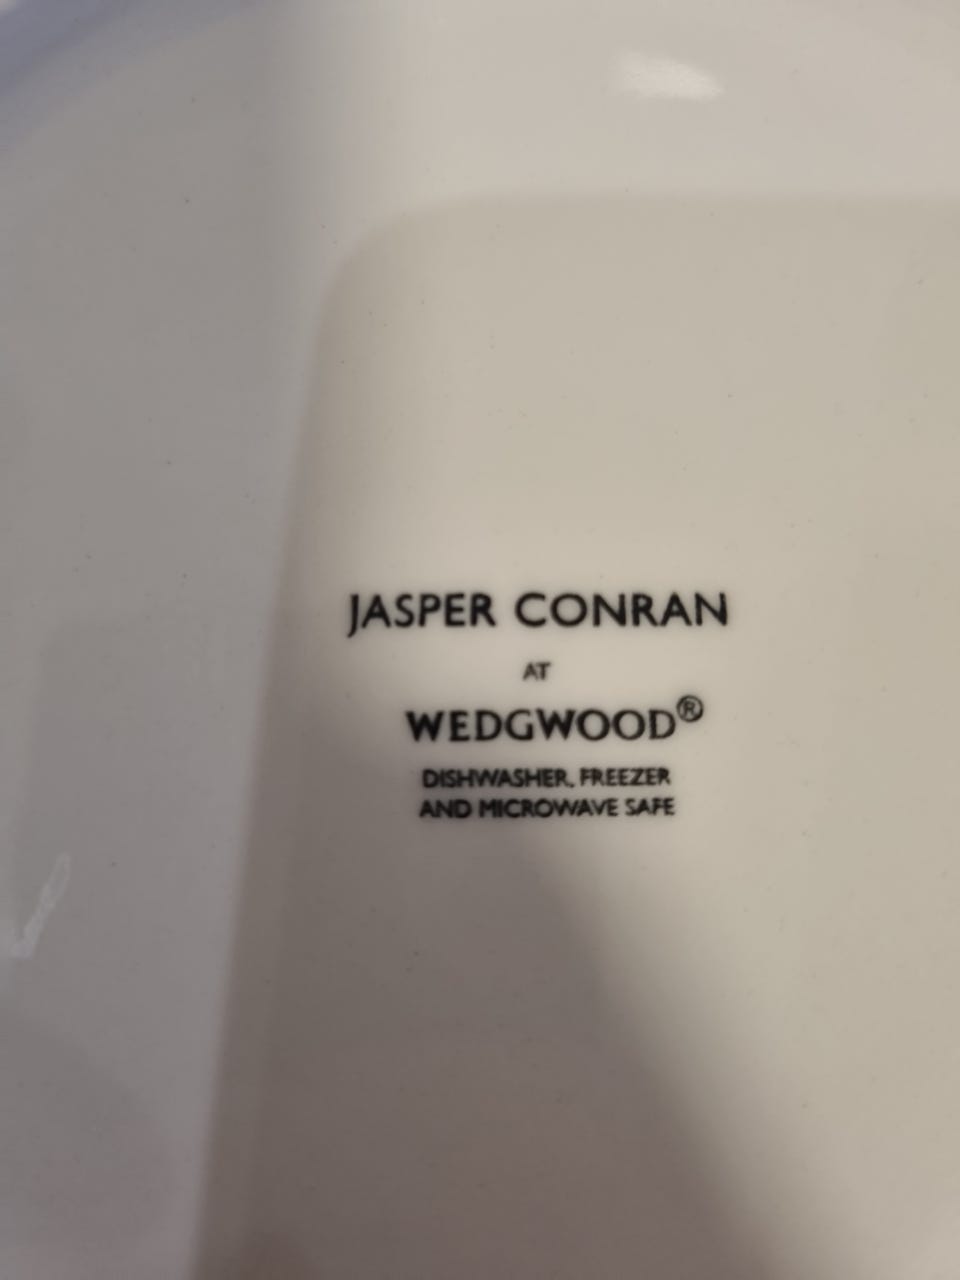 JASPER CONRAN
AT
WEDGWOOD®
DISHWASHER, FREEZER
AND MICROWAVE SAFE